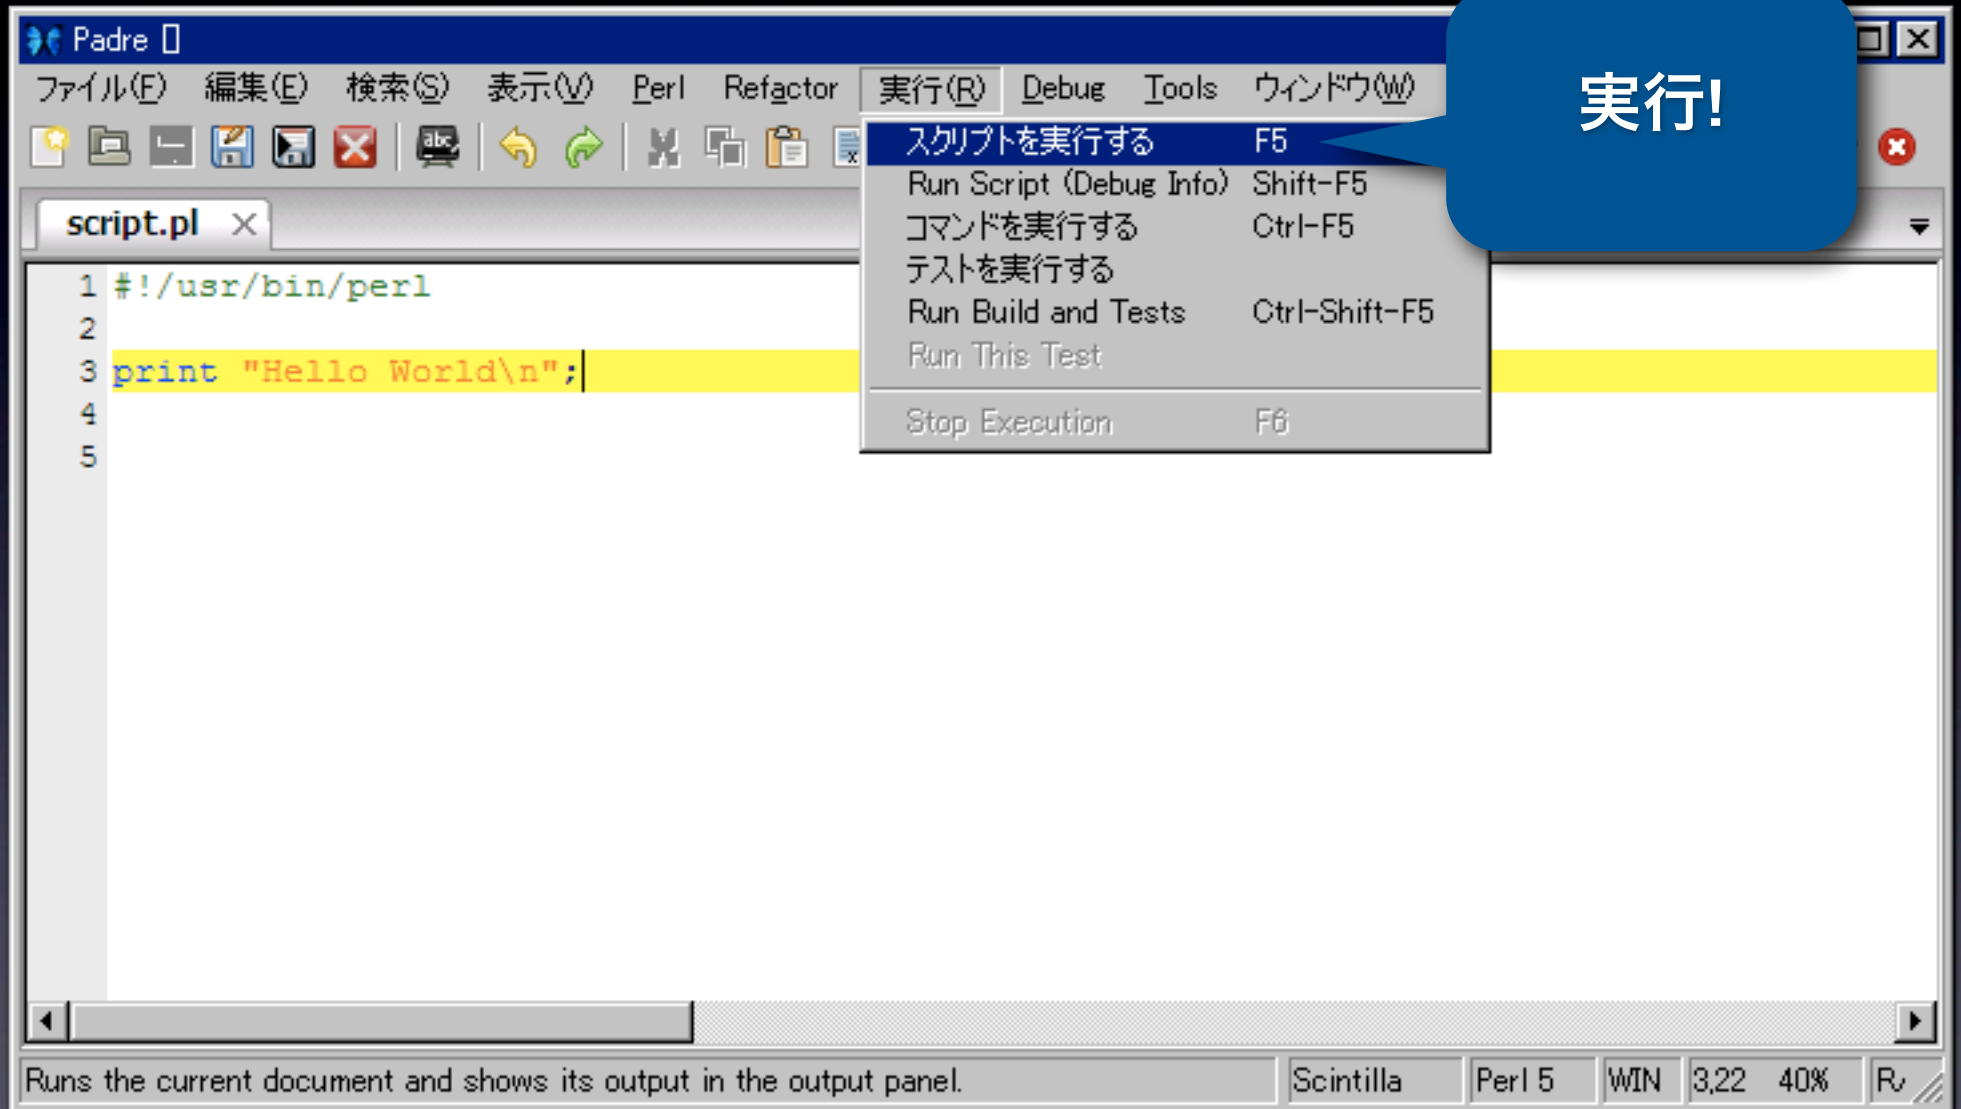 Padre
ファイル(F) 編集(E) 検索(S) 表示(V) Perl Refactor 実行(R) Debug Tools ウィンドウ(W)
実行!
abc
スクリプトを実行する F5
Run Script (Debug Info) Shift-F5
コマンドを実行する Ctrl-F5
テストを実行する
Run Build and Tests Ctrl-Shift-F5
Run This Test
Stop Execution F6
script.pl
1 #!/usr/bin/perl
2
3 print "Hello World\n";
4
5
Runs the current document and shows its output in the output panel. Scintilla Perl 5 WIN 3,22 40%